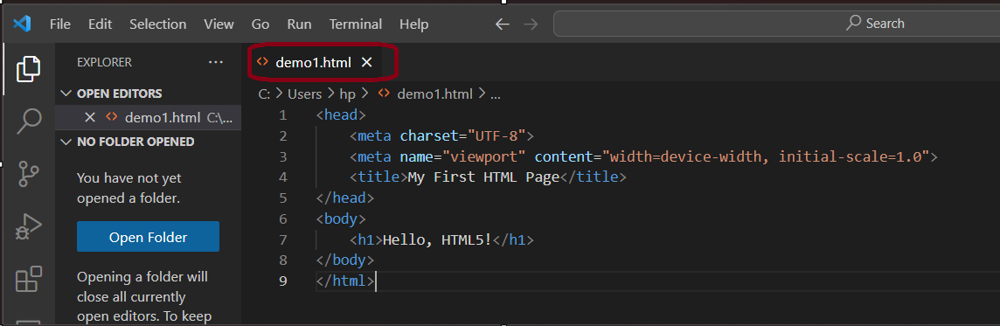 File Edit Selection View Go Run Terminal Help Search
EXPLORER ...
OPEN EDITORS
demo1.html C:\...
NO FOLDER OPENED
You have not yet
opened a folder.
Open Folder
Opening a folder will
close all currently
open editors. To keep
demo1.html
C: > Users > hp > demo1.html > ...
1 <head>
2     <meta charset="UTF-8">
3     <meta name="viewport" content="width=device-width, initial-scale=1.0">
4     <title>My First HTML Page</title>
5 </head>
6 <body>
7     <h1>Hello, HTML5!</h1>
8 </body>
9 </html>